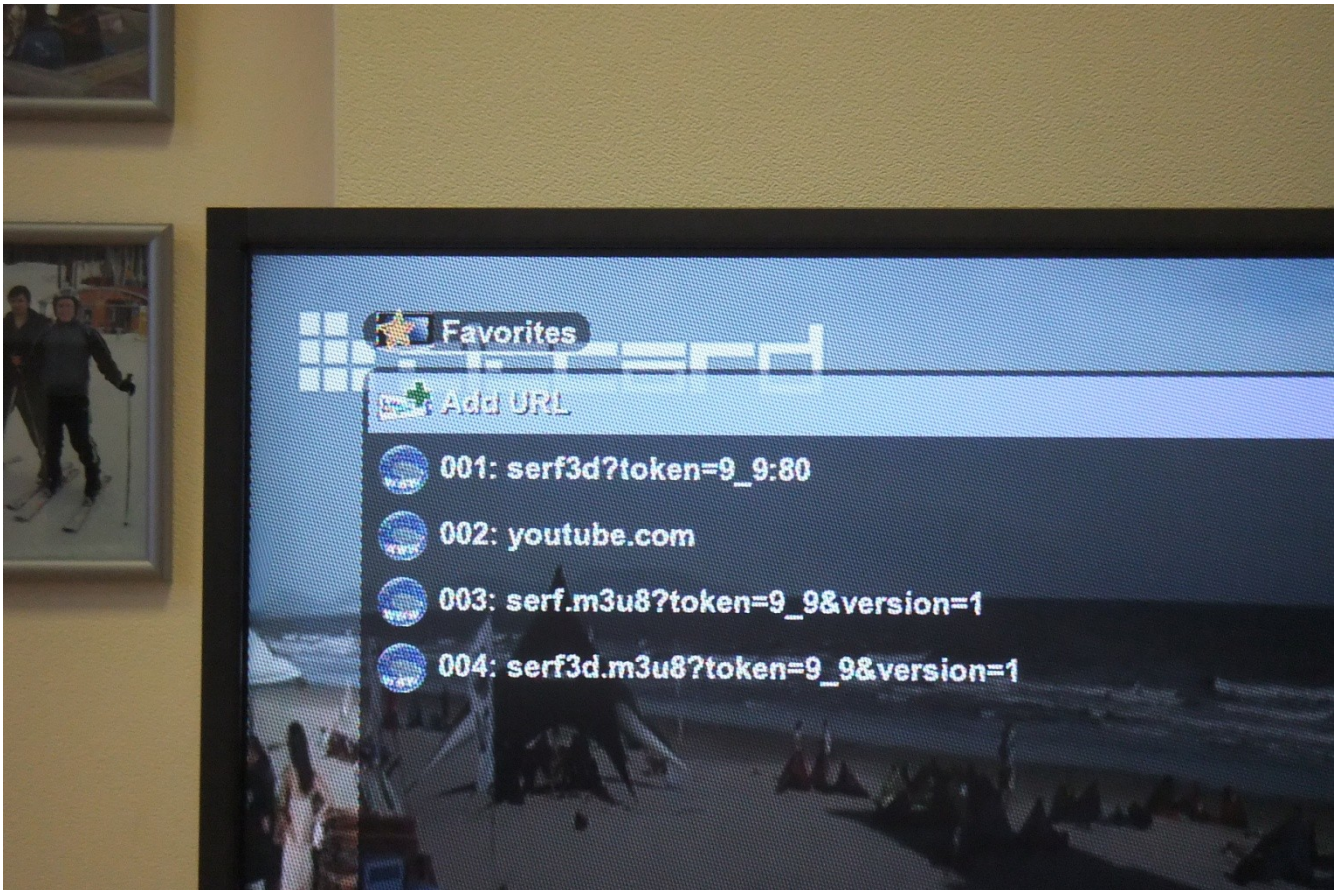 Favorites
Add URL
001: serf3d?token=9_9:80
002: youtube.com
003: serf.m3u8?token=9_9&version=1
004: serf3d.m3u8?token=9_9&version=1